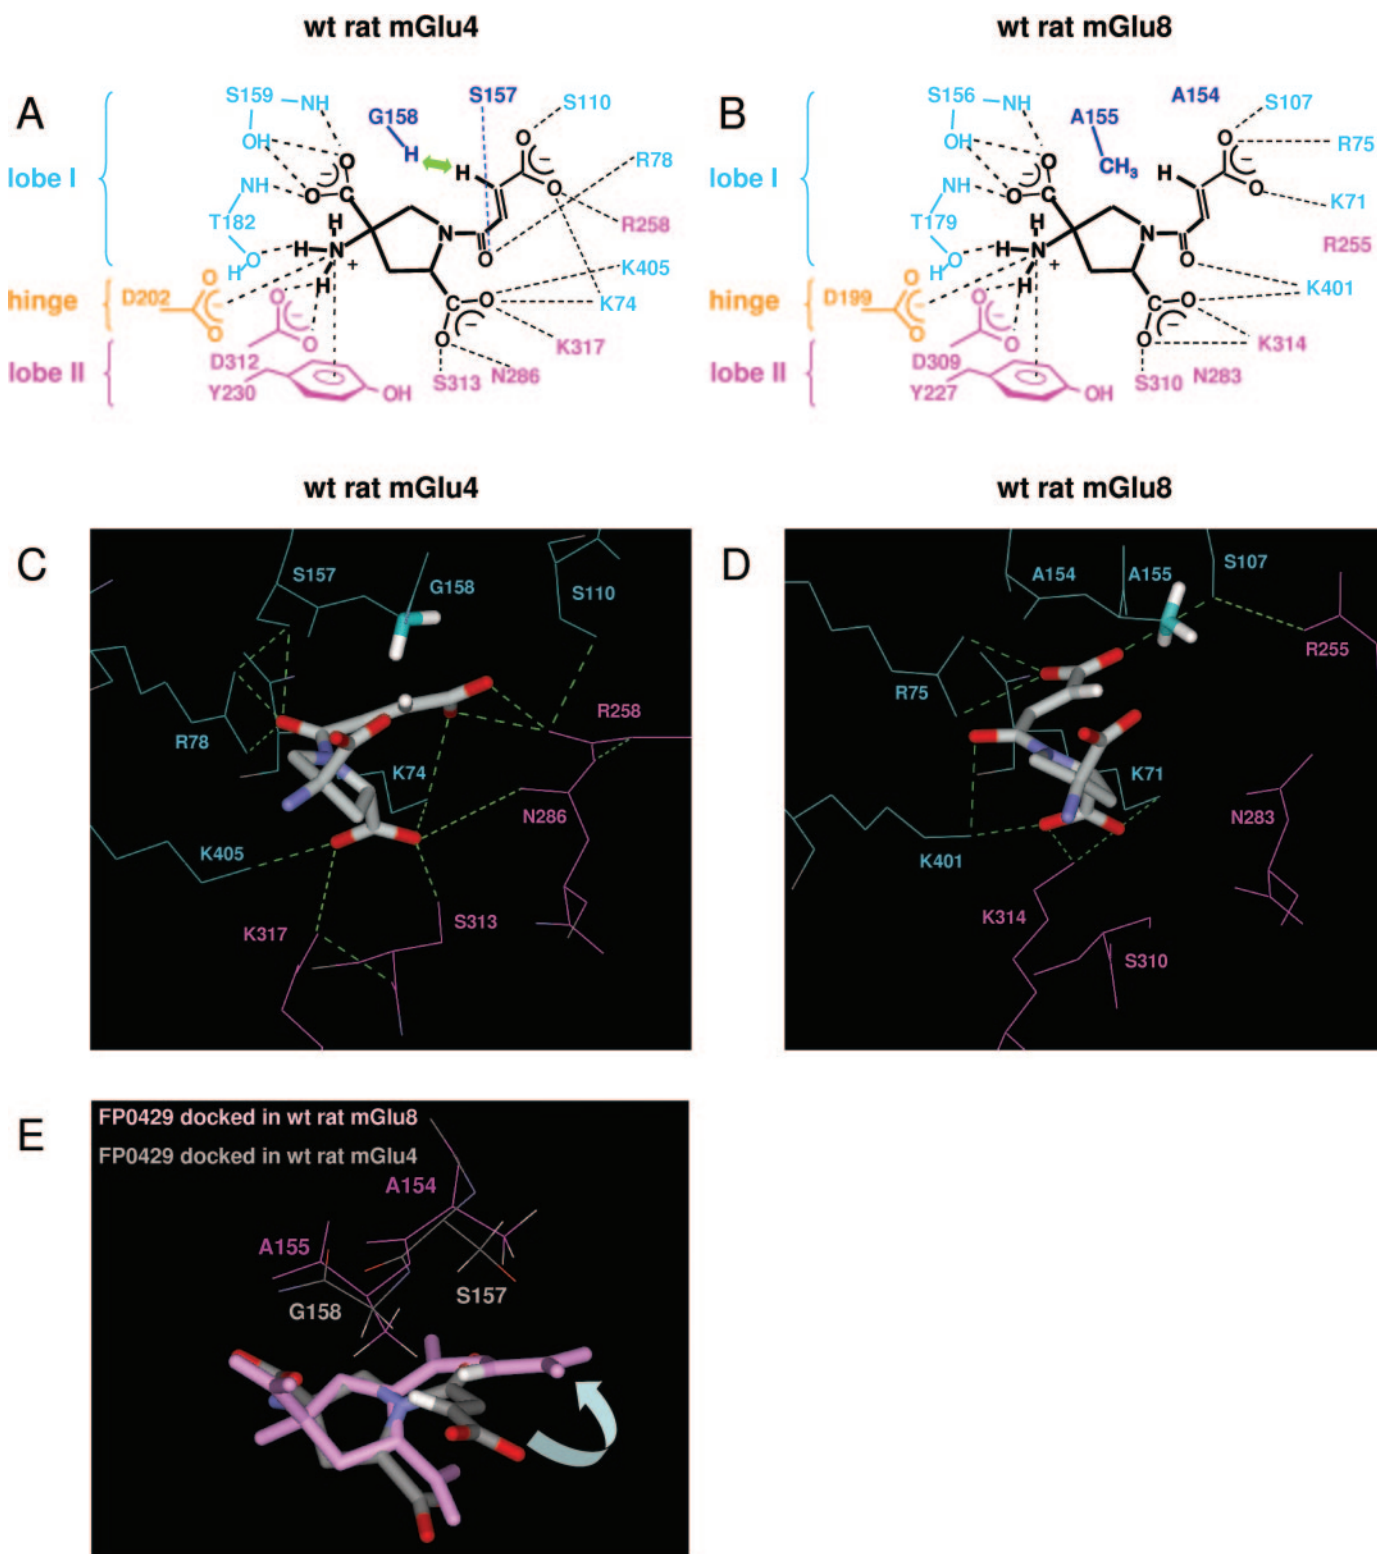 wt rat mGlu4
wt rat mGlu8
A
S159 NH
G158
S157
S110
OH
H
H
O
O
O
R78
lobe I
NH
O
C
C
T182
H
N
R258
H O
H N +
O
K405
H
C O
K74
hinge
D202
O
O
O
O
O
K317
lobe II
D312
S313
N286
Y230
OH
B
S156 NH
A155
A154
S107
OH
CH3
H
O
O
R75
lobe I
NH
O
O
C
C
K71
T179
H
N
R255
H O
H N +
O
K401
H
C O
hinge
D199
O
O
O
O
O
K314
lobe II
D309
S310
N283
Y227
OH
wt rat mGlu4
wt rat mGlu8
C
S157
G158
S110
R78
R258
K74
N286
K405
K317
S313
D
A154
A155
S107
R255
R75
K71
N283
K401
K314
S310
E
FP0429 docked in wt rat mGlu8
FP0429 docked in wt rat mGlu4
A154
A155
G158
S157